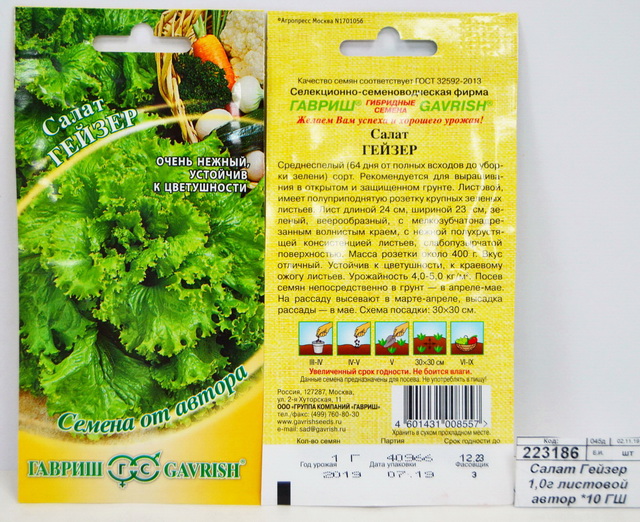 Салат
ГЕЙЗЕР
ОЧЕНЬ НЕЖНЫЙ,
УСТОЙЧИВ
К ЦВЕТУШНОСТИ
Семена от автора
ГАВРИШ GAVRISH®
*Агропресс Москва N1701056
Качество семян соответствует ГОСТ 32592-2013
Селекционно-семеноводческая фирма
ГАВРИШ® ГИБРИДНЫЕ СЕМЕНА GAVRISH®
Желаем Вам успеха и хорошего урожая!
Салат
ГЕЙЗЕР
Среднеспелый (64 дня от полных всходов до убор-
ки зелени) сорт. Рекомендуется для выращива-
ния в открытом и защищенном грунте. Листовой,
имеет полуприподнятую розетку крупных зеленых
листьев. Лист длиной 24 см, шириной 23 см, зе-
леный, веерообразный, с мелкозубчатонадре-
занным волнистым краем, с нежной полухрустя-
щей консистенцией листьев, слабопузырчатой
поверхностью. Масса розетки около 400 г. Вкус
отличный. Устойчив к цветушности, к краевому
ожогу листьев. Урожайность 4,0-5,0 кг/м². Посев
семян непосредственно в грунт — в апреле-мае.
На рассаду высевают в марте-апреле, высадка
рассады — в мае. Схема посадки: 30х30 см.
III-IV IV-V V 30х30 см VI-IX
Увеличенный срок годности. Не боится влаги.
Данные семена предназначены для посева. Не употреблять в пищу!
Россия, 127287, Москва,
ул. 2-я Хуторская, 11
ООО «ГРУППА КОМПАНИЙ «ГАВРИШ»
тел./факс: (499) 760-80-30
www.gavrishseeds.ru
e-mail: sad@gavrish.ru
4 601431 008557 >
Хранить в сухом прохладном месте.
Кол-во семян Партия Срок годности до
1 Г 40966 12.23
Год урожая Дата упаковки Фасовщик
2019 07.19 3
Код: 045д 02.11.19
223186 Е.И. шт
Салат Гейзер
1,0г листовой
автор *10 ГШ